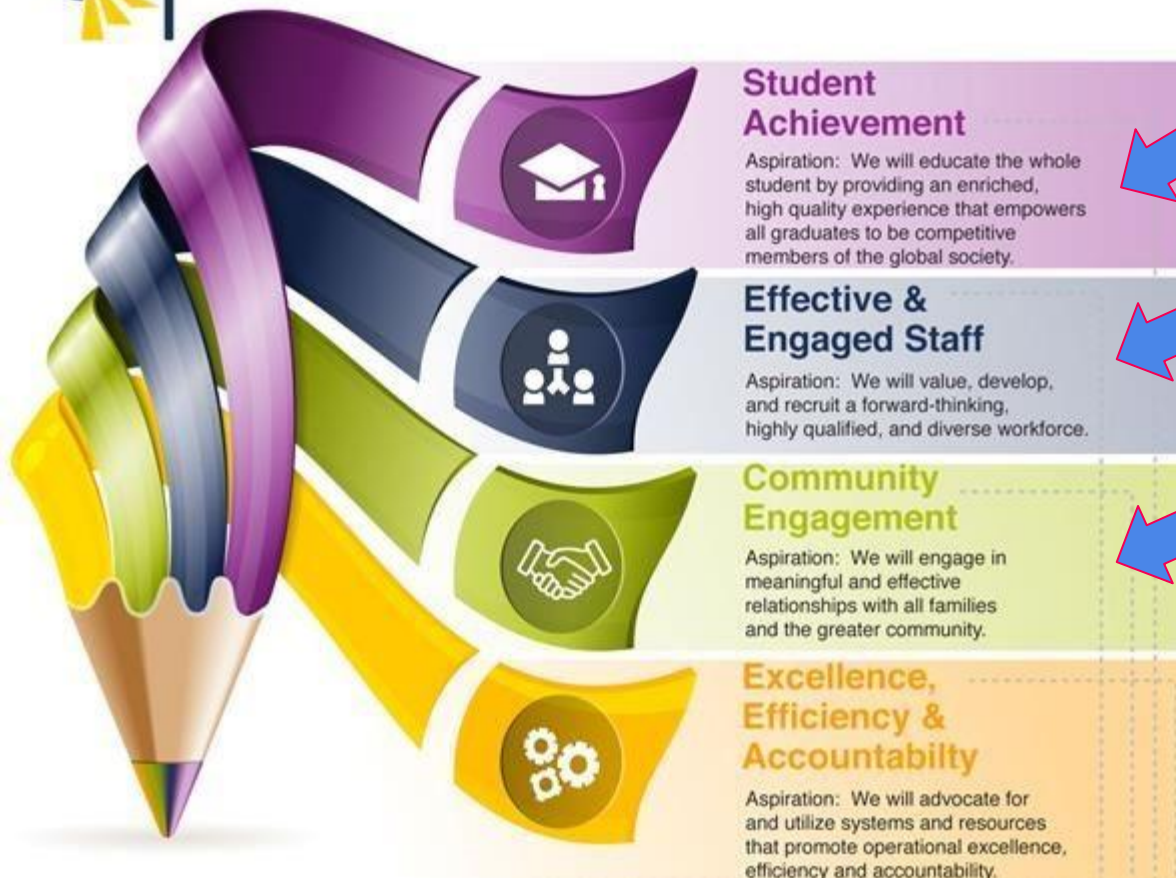 Student
Achievement
Aspiration: We will educate the whole
student by providing an enriched,
high quality experience that empowers
all graduates to be competitive
members of the global society.
Effective &
Engaged Staff
Aspiration: We will value, develop,
and recruit a forward-thinking,
highly qualified, and diverse workforce.
Community
Engagement
Aspiration: We will engage in
meaningful and effective
relationships with all families
and the greater community.
Excellence,
Efficiency &
Accountabilty
Aspiration: We will advocate for
and utilize systems and resources
that promote operational excellence,
efficiency and accountability.